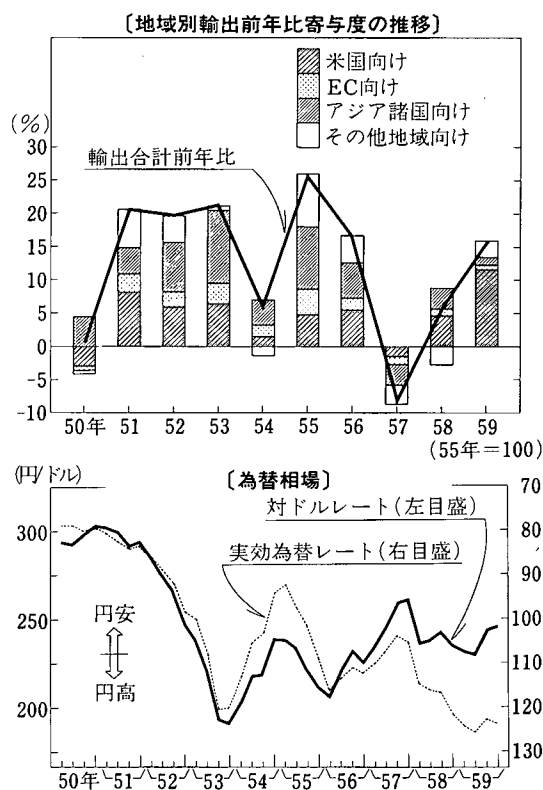 〔地域別輸出前年比寄与度の推移〕
米国向け
EC向け
アジア諸国向け
その他地域向け
(%)
輸出合計前年比
30
25
20
15
10
5
0
-5
-10
50年 51 52 53 54 55 56 57 58 59
(55年＝100)
(円/ドル)
〔為替相場〕
対ドルレート(左目盛)
実効為替レート(右目盛)
300
250
200
円安
円高
70
80
90
100
110
120
130
50年 51 52 53 54 55 56 57 58 59